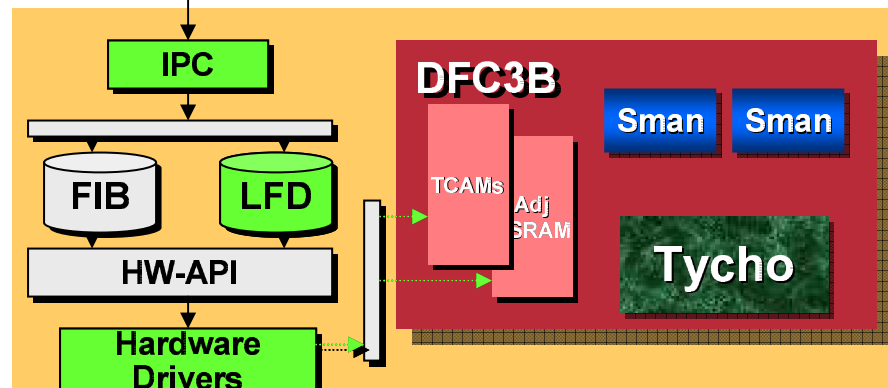 IPC
DFC3B
Sman
Sman
TCAMs
FIB
LFD
Adj
SRAM
HW-API
Tycho
Hardware
Drivers